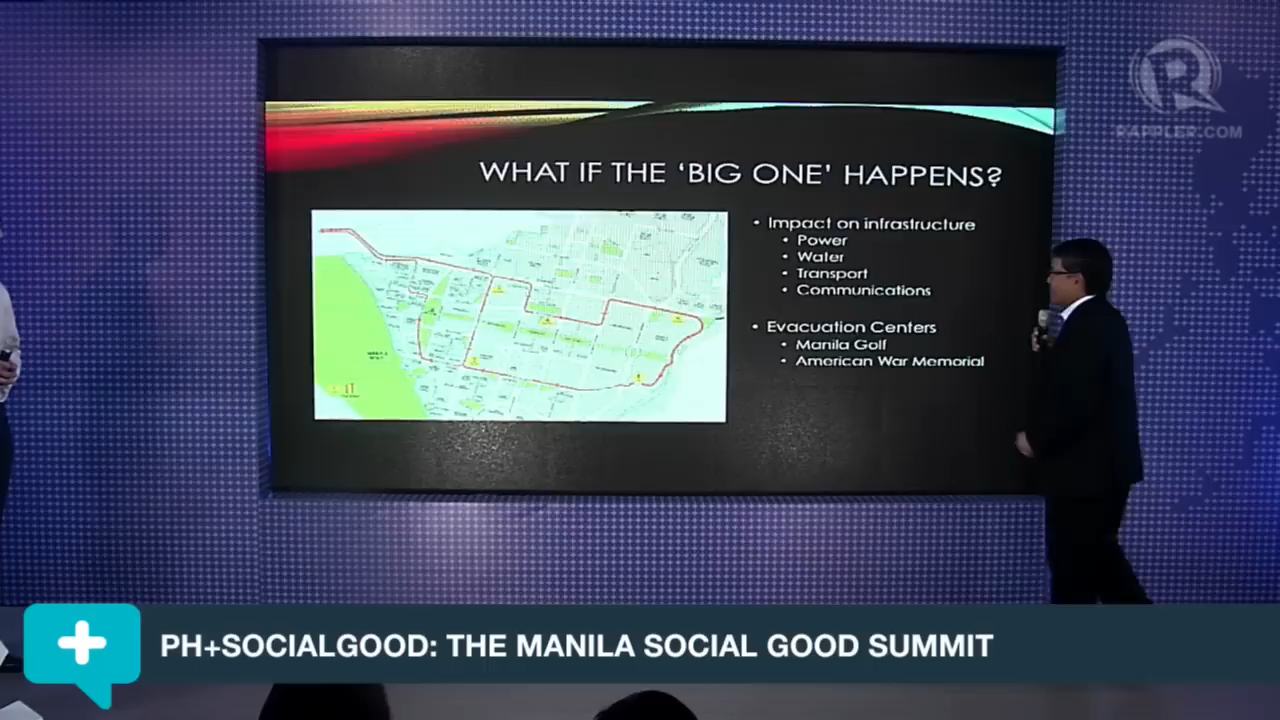 RAPPLER.COM
WHAT IF THE ‘BIG ONE’ HAPPENS?
• Impact on infrastructure
• Power
• Water
• Transport
• Communications
• Evacuation Centers
• Manila Golf
• American War Memorial
PH+SOCIALGOOD: THE MANILA SOCIAL GOOD SUMMIT